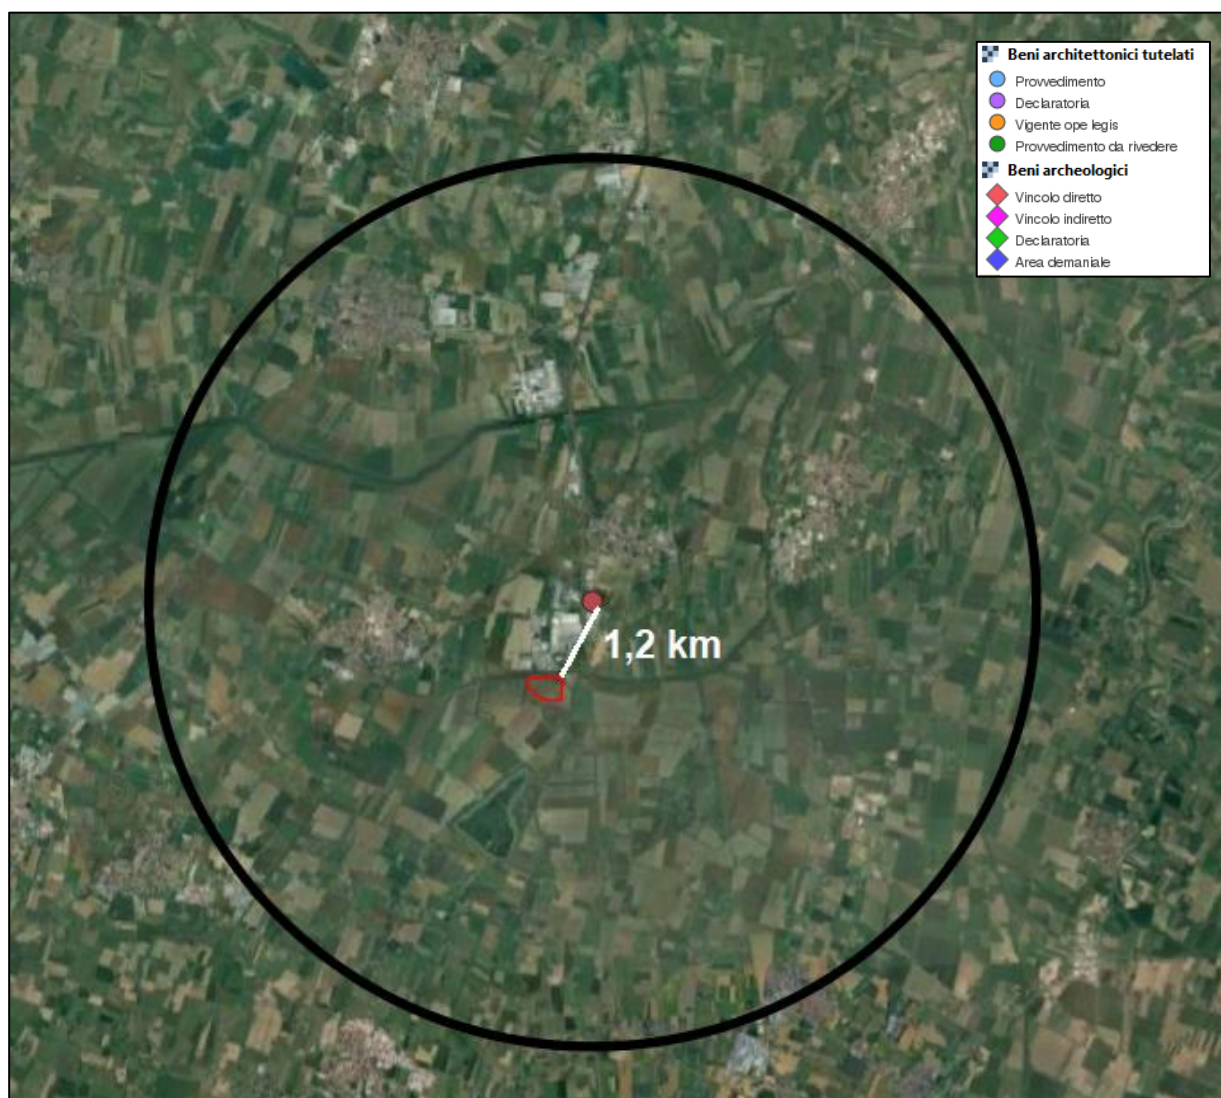 Beni architettonici tutelati
Provvedimento
Declaratoria
Vigente ope legis
Provvedimento da rivedere
Beni archeologici
Vincolo diretto
Vincolo indiretto
Declaratoria
Area demaniale
1,2 km